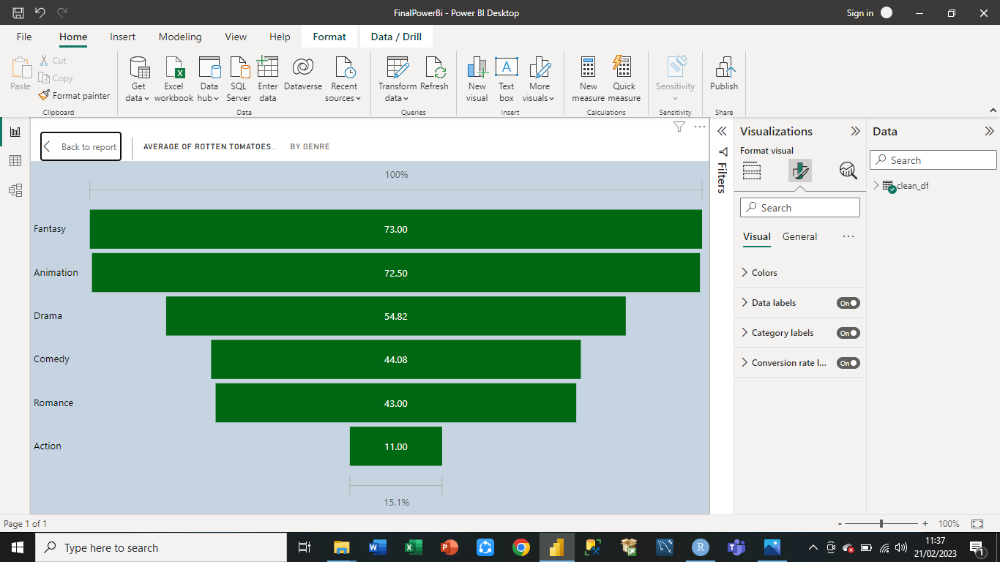 FinalPowerBi - Power BI Desktop
Sign in
File Home Insert Modeling View Help Format Data / Drill
Paste
Cut
Copy
Format painter
Clipboard
Get data
Excel workbook
Data hub
SQL Server
Enter data
Dataverse
Recent sources
Data
Transform data
Refresh
Queries
New visual
Text box
More visuals
Insert
New measure
Quick measure
Calculations
Sensitivity
Sensitivity
Publish
Share
Back to report
AVERAGE OF ROTTEN.TOMATOES.. BY GENRE
100%
Fantasy 73.00
Animation 72.50
Drama 54.82
Comedy 44.08
Romance 43.00
Action 11.00
15.1%
Filters
Visualizations
Format visual
Search
Visual General
Colors
Data labels On
Category labels On
Conversion rate l... On
Data
Search
clean_df
Page 1 of 1
- + 100%
Type here to search
11:37
21/02/2023
1